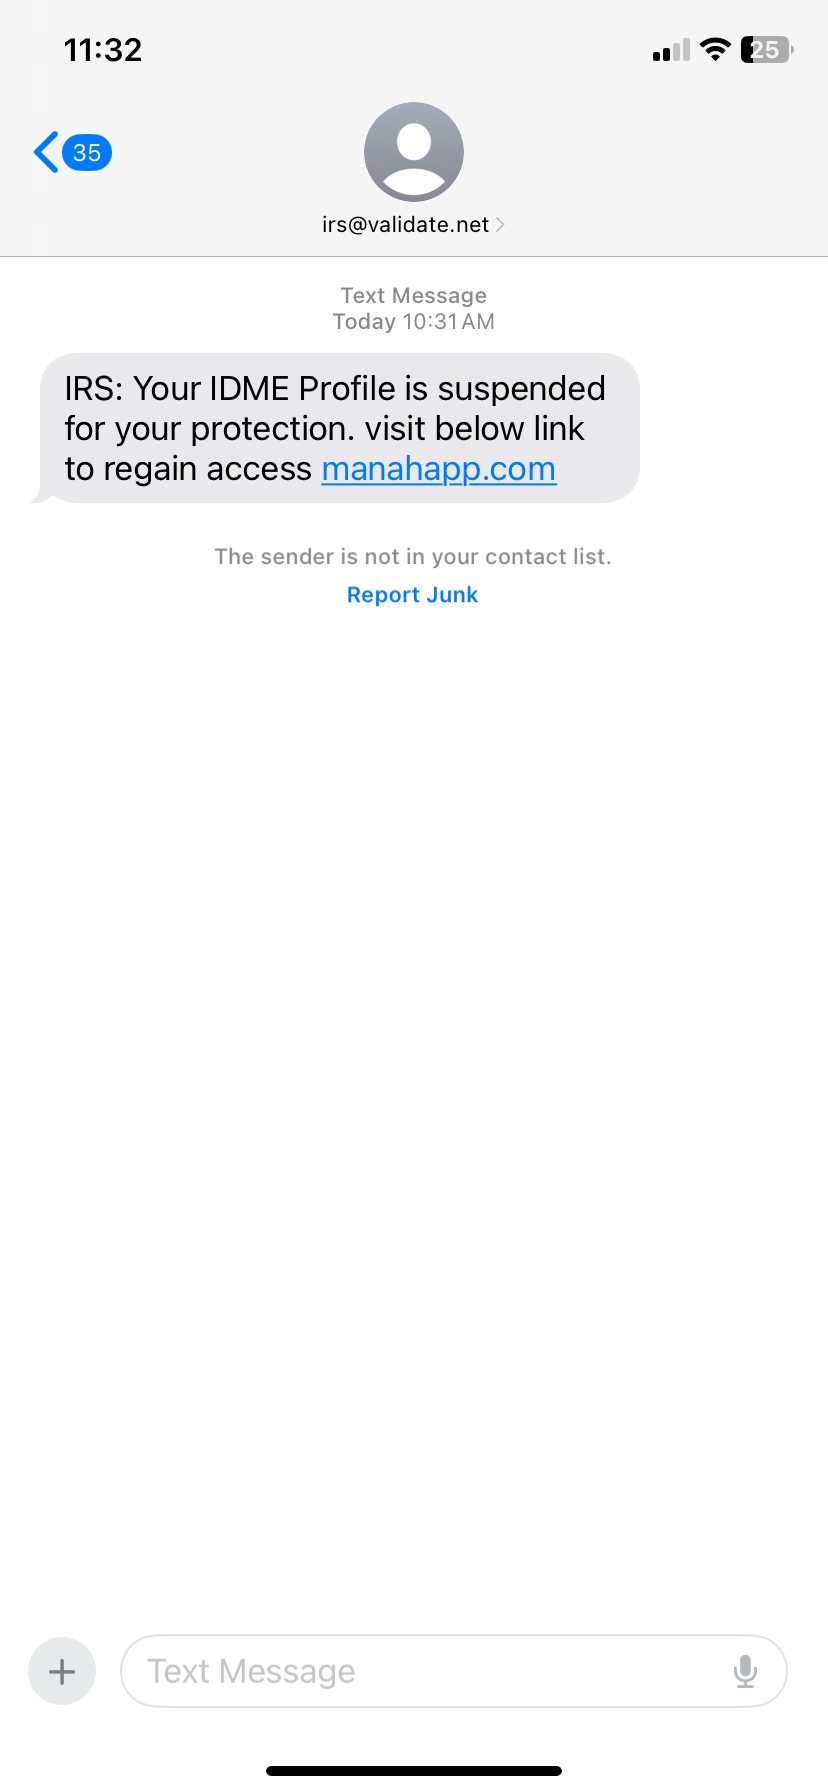 11:32
25
35
irs@validate.net
Text Message
Today 10:31 AM
IRS: Your IDME Profile is suspended
for your protection. visit below link
to regain access manahapp.com
The sender is not in your contact list.
Report Junk
Text Message